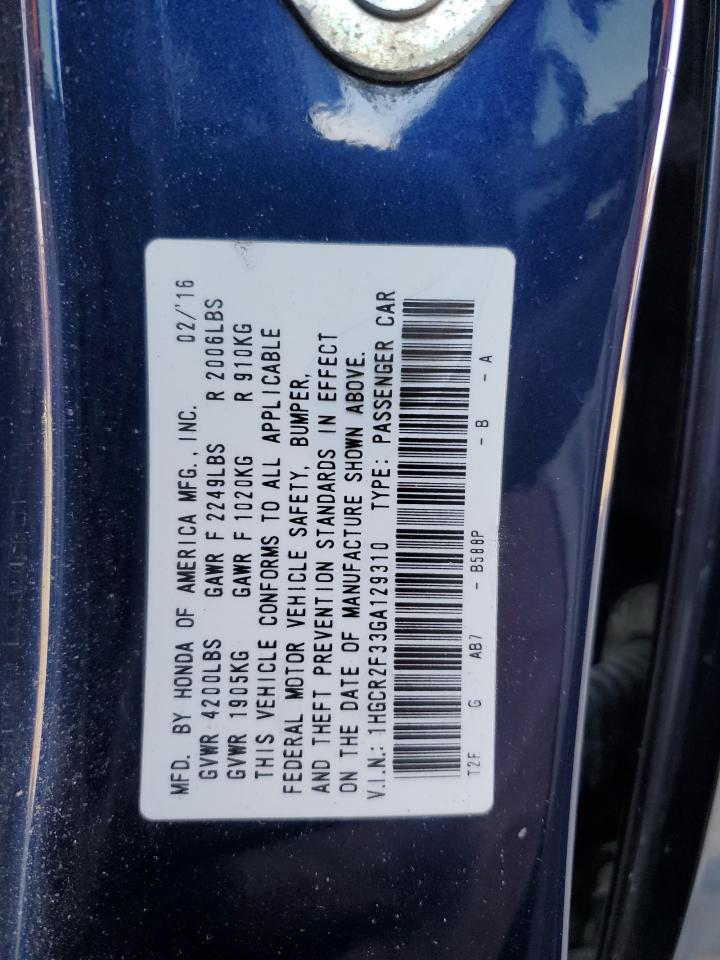 MFD. BY HONDA OF AMERICA MFG., INC. 02/'16
GVWR 4200LBS GAWR F 2249LBS R 2006LBS
GVWR 1905KG GAWR F 1020KG R 910KG
THIS VEHICLE CONFORMS TO ALL APPLICABLE
FEDERAL MOTOR VEHICLE SAFETY, BUMPER,
AND THEFT PREVENTION STANDARDS IN EFFECT
ON THE DATE OF MANUFACTURE SHOWN ABOVE.
V.I.N.: 1HGCR2F33GA129310 TYPE: PASSENGER CAR
T2F G AB7 - B588P - B - A